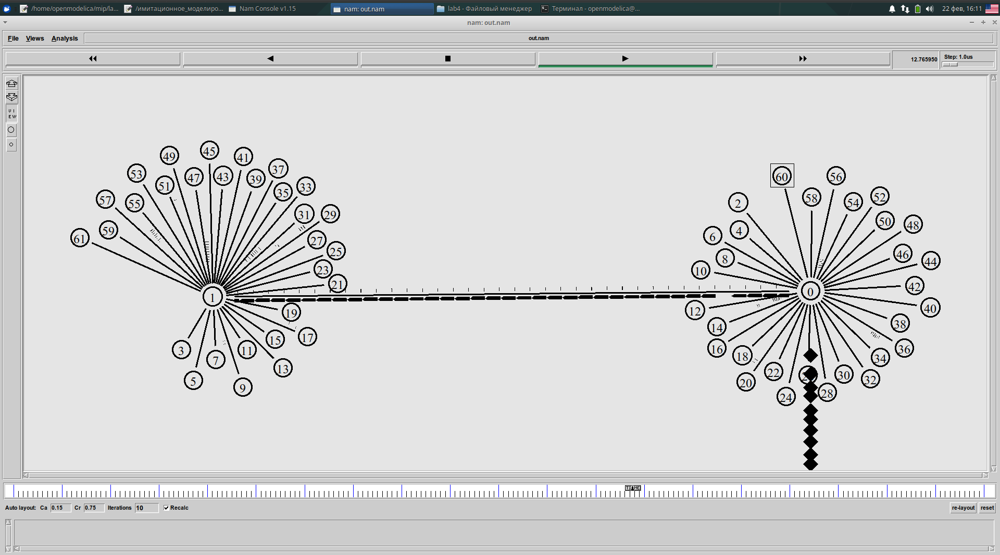 /home/openmodelica/mip/la... /имитационное_моделиро... Nam Console v1.15 nam: out.nam lab4 - Файловый менеджер Терминал - openmodelica@... 22 фев, 16:11
nam: out.nam
File Views Analysis out.nam
12.765950 Step: 1.0us
VI
EW
49 45 41
53 51 47 43 39 37
57 55 35 33
61 59 31 29
27 25
23 21
1
19 17
3 7 11 15
5 9 13
60 56
2 58 54 52
6 4 50 48
8 46 44
10 42
0
12 40
14 38
16 18 34 36
20 22 30 32
24 28
TIME
Auto layout: Ca 0.15 Cr 0.75 Iterations 10 Recalc re-layout reset